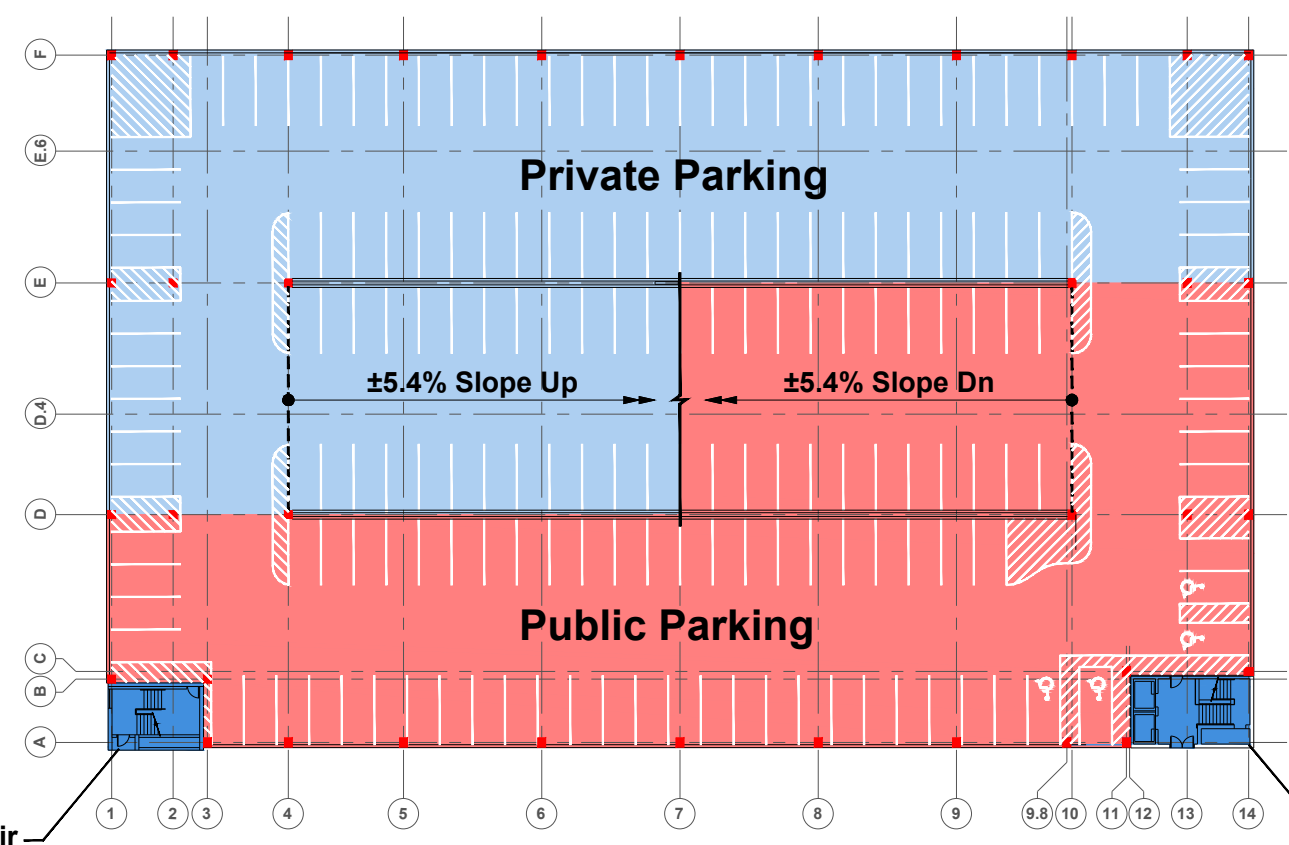 F
E.6
Private Parking
E
±5.4% Slope Up
±5.4% Slope Dn
D.4
D
Public Parking
C
B
A
1 2 3 4 5 6 7 8 9 9.8 10 11 12 13 14
ir